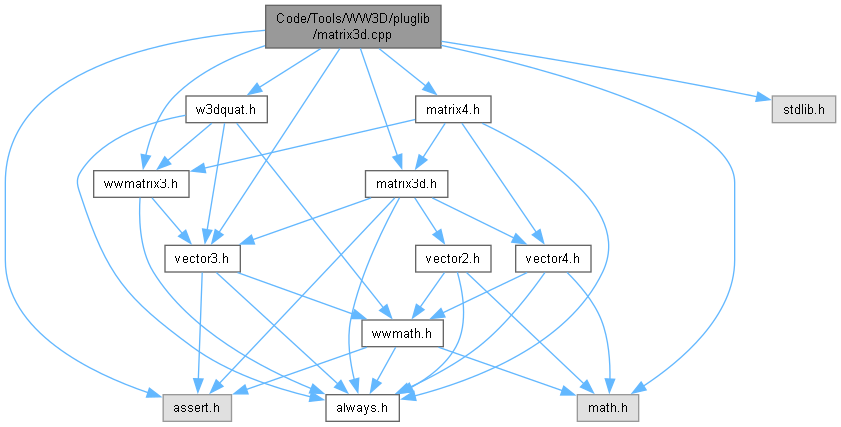 Code/Tools/WW3D/pluglib
/matrix3d.cpp
w3dquat.h
matrix4.h
stdlib.h
wwmatrix3.h
matrix3d.h
vector3.h
vector2.h
vector4.h
wwmath.h
assert.h
always.h
math.h